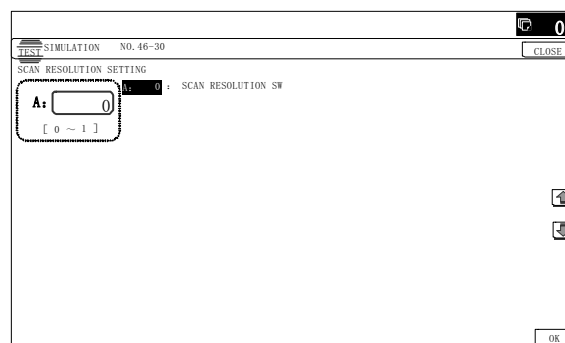 0
TEST SIMULATION NO.46-30
CLOSE
SCAN RESOLUTION SETTING
A: 0 : SCAN RESOLUTION SW
A: 0
[ 0 ~ 1 ]
OK